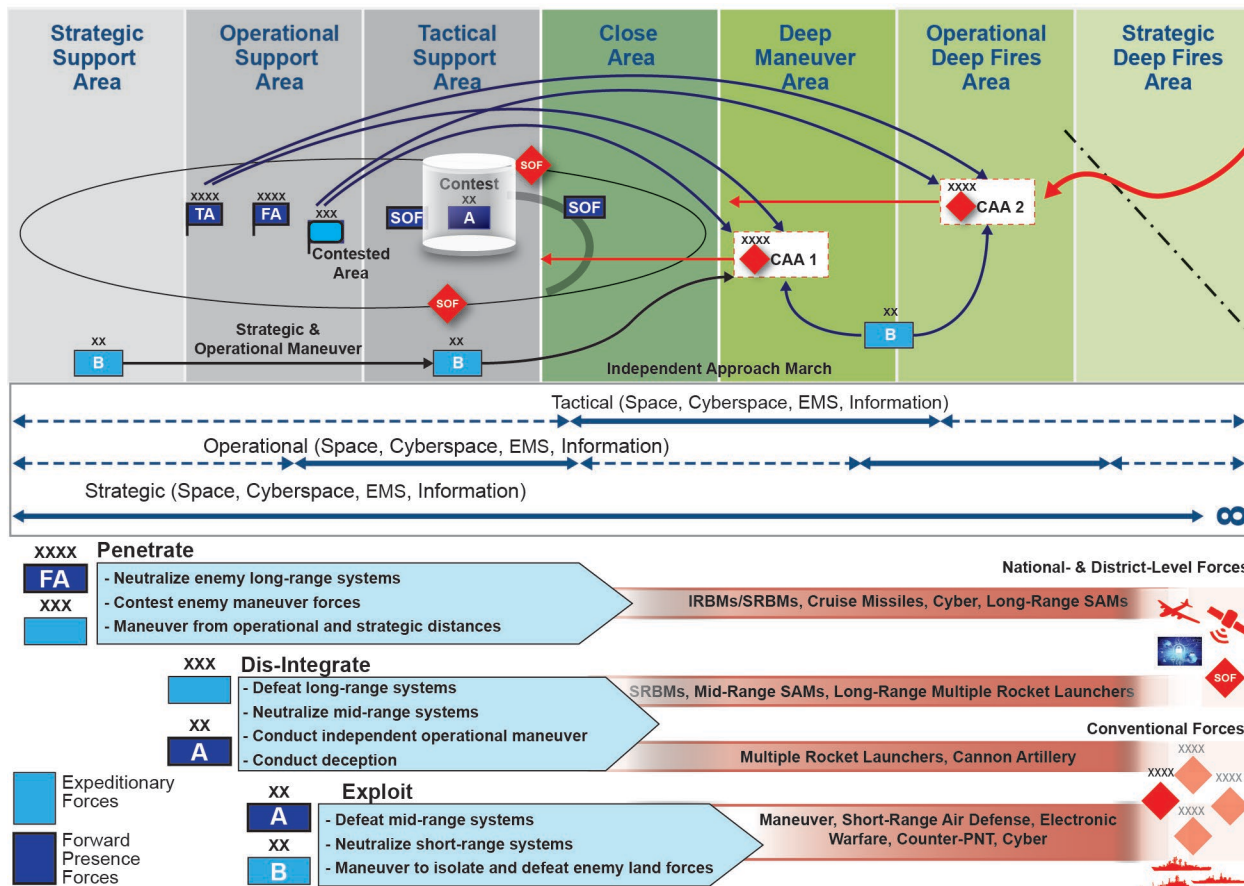 Strategic
Support
Area
Operational
Support
Area
Tactical
Support
Area
Close
Area
Deep
Maneuver
Area
Operational
Deep Fires
Area
Strategic
Deep Fires
Area
SOF
Contest
XX
A
XXXX
TA
XXXX
FA
XXX
SOF
SOF
Contested
Area
XXXX
CAA 2
XXXX
CAA 1
SOF
XX
B
Strategic &
Operational Maneuver
XX
B
XX
B
Independent Approach March
Tactical (Space, Cyberspace, EMS, Information)
Operational (Space, Cyberspace, EMS, Information)
Strategic (Space, Cyberspace, EMS, Information)
∞
XXXX
FA
XXX
Penetrate
- Neutralize enemy long-range systems
- Contest enemy maneuver forces
- Maneuver from operational and strategic distances
National- & District-Level Forces
IRBMs/SRBMs, Cruise Missiles, Cyber, Long-Range SAMs
XXX
XX
A
Dis-Integrate
- Defeat long-range systems
- Neutralize mid-range systems
- Conduct independent operational maneuver
- Conduct deception
SRBMs, Mid-Range SAMs, Long-Range Multiple Rocket Launchers
SOF
Conventional Forces
Multiple Rocket Launchers, Cannon Artillery
XXXX
XXXX
XXXX
XXXX
XX
A
XX
B
Exploit
- Defeat mid-range systems
- Neutralize short-range systems
- Maneuver to isolate and defeat enemy land forces
Maneuver, Short-Range Air Defense, Electronic
Warfare, Counter-PNT, Cyber
Expeditionary
Forces
Forward
Presence
Forces